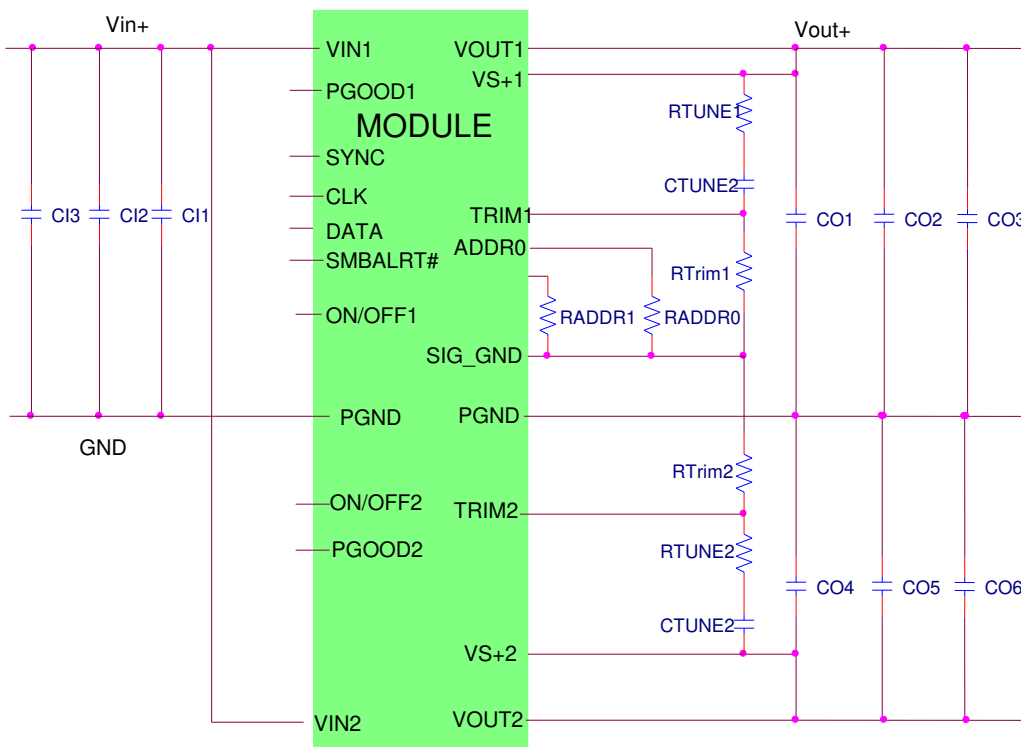 Vin+
Vout+
VIN1
VOUT1
VS+1
PGOOD1
RTUNE1
MODULE
SYNC
CTUNE2
CLK
TRIM1
CI3
CI2
CI1
CO1
CO2
CO3
DATA
ADDR0
SMBALRT#
RTrim1
ON/OFF1
RADDR1
RADDR0
SIG_GND
PGND
PGND
GND
RTrim2
ON/OFF2
TRIM2
PGOOD2
RTUNE2
CO4
CO5
CO6
CTUNE2
VS+2
VIN2
VOUT2